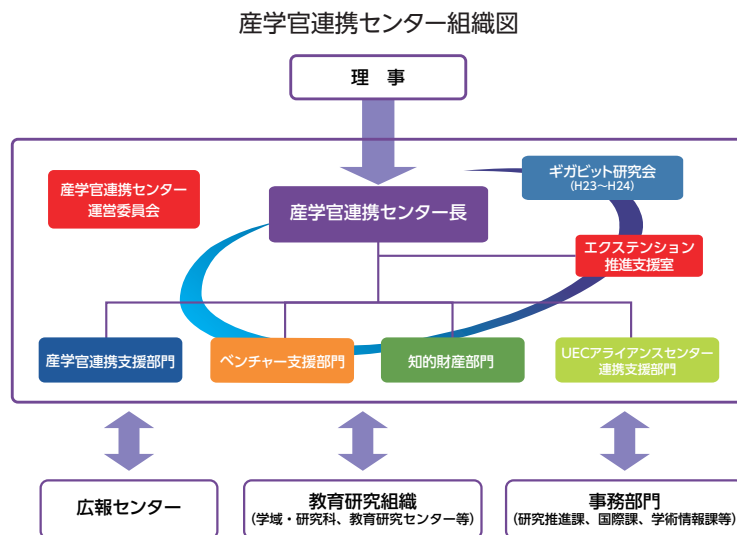 産学官連携センター組織図
理　事
ギガビット研究会
(H23～H24)
産学官連携センター
運営委員会
産学官連携センター長
エクステンション
推進支援室
産学官連携支援部門
ベンチャー支援部門
知的財産部門
UECアライアンスセンター
連携支援部門
広報センター
教育研究組織
(学域・研究科、教育研究センター等)
事務部門
(研究推進課、国際課、学術情報課等)